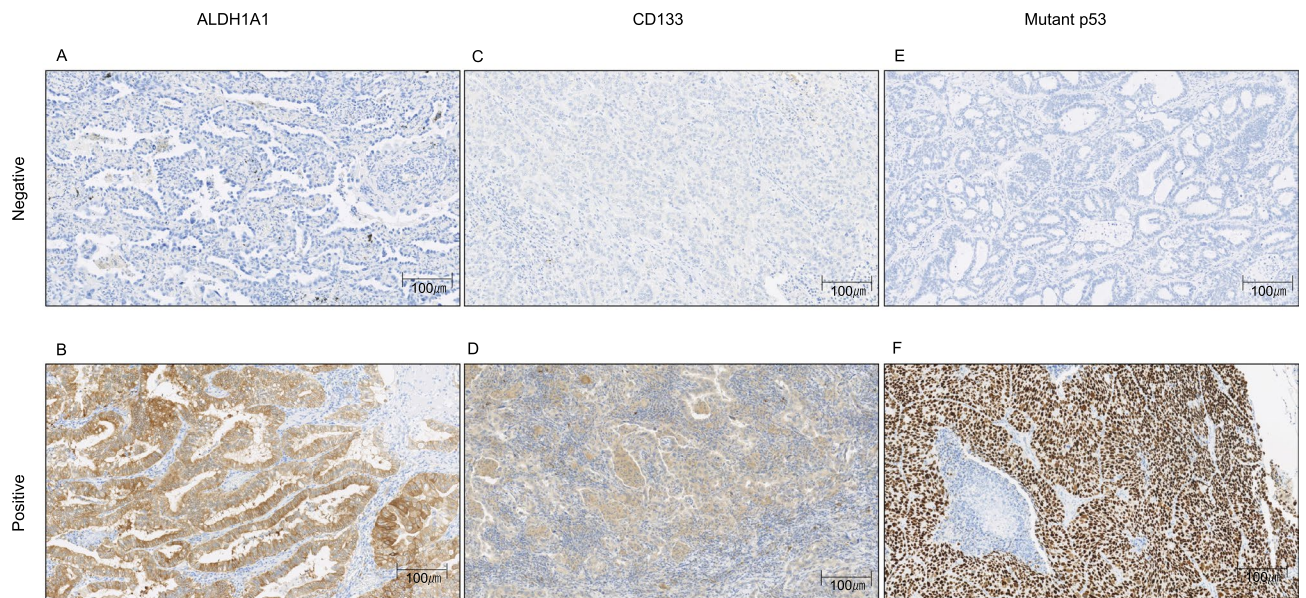 ALDH1A1 CD133 Mutant p53
A C E
Negative
100㎛ 100㎛ 100㎛
B D F
Positive
100㎛ 100㎛ 100㎛